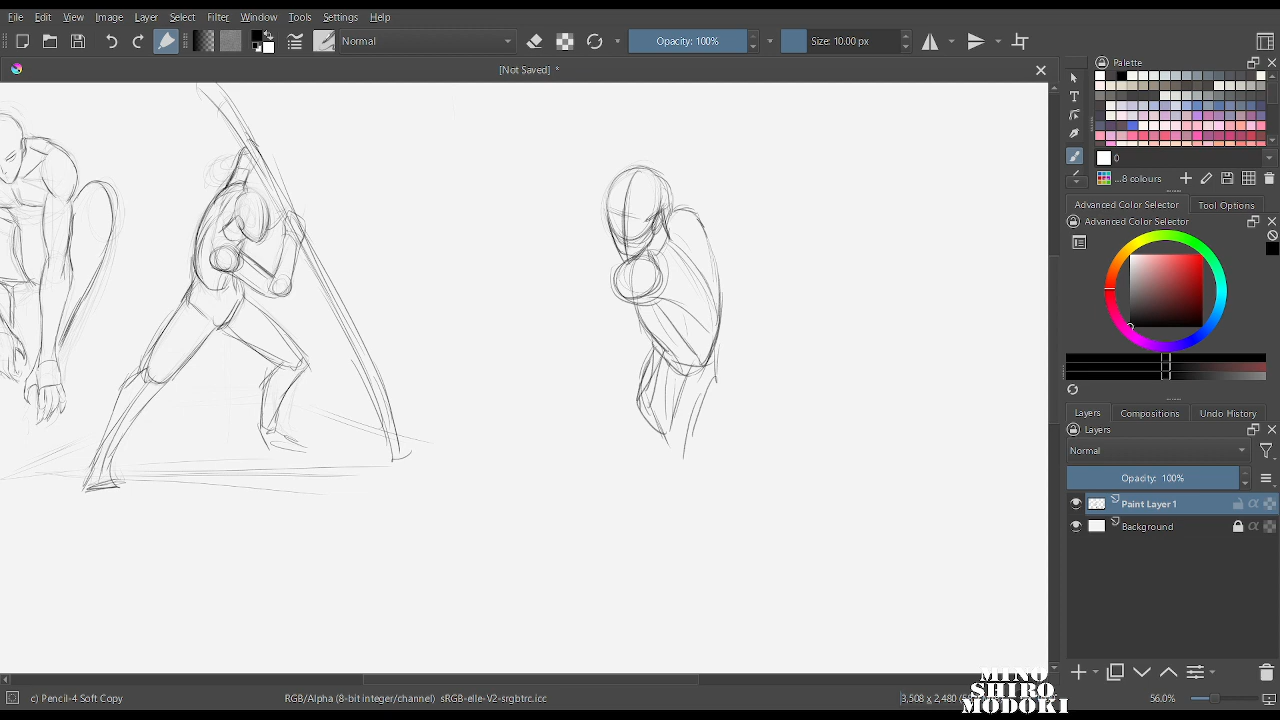 File Edit View Image Layer Select Filter Window Tools Settings Help
Normal Opacity: 100% Size: 10.00 px
[Not Saved] *
Palette
0
...8 colours
Advanced Color Selector Tool Options
Advanced Color Selector
Layers Compositions Undo History
Layers
Normal
Opacity: 100%
Paint Layer 1
Background
c) Pencil-4 Soft Copy RGB/Alpha (8-bit integer/channel) sRGB-elle-V2-srgbtrc.icc 3,508 x 2,480 56.0%
MINO
SHIRO
MODOKI